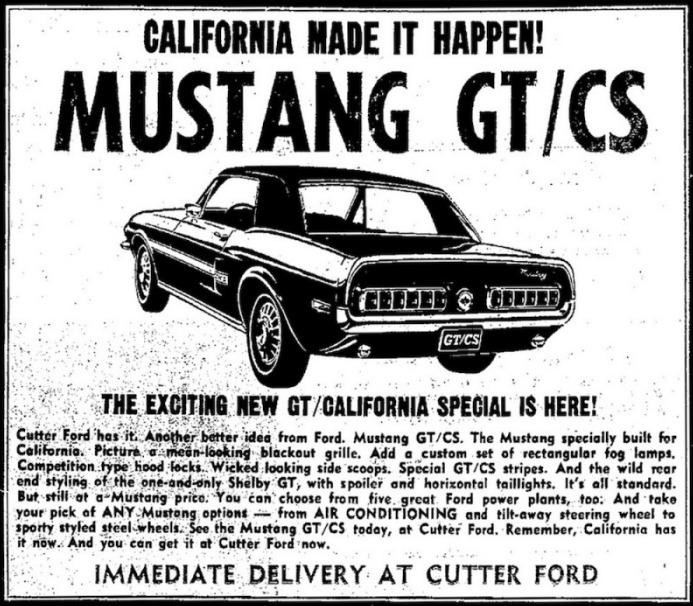 CALIFORNIA MADE IT HAPPEN!
MUSTANG GT/CS
Mustang
GT/CS
THE EXCITING NEW GT/CALIFORNIA SPECIAL IS HERE!
Cutter Ford has it. Another better idea from Ford. Mustang GT/CS. The Mustang specially built for
California. Picture a mean-looking blackout grille. Add a custom set of rectangular fog lamps.
Competition type hood locks. Wicked looking side scoops. Special GT/CS stripes. And the wild rear
end styling of the one-and-only Shelby GT, with spoiler and horizontal taillights. It's all standard.
But still at a Mustang price. You can choose from five great Ford power plants, too. And take
your pick of ANY Mustang options — from AIR CONDITIONING and tilt-away steering wheel to
sporty styled steel wheels. See the Mustang GT/CS today, at Cutter Ford. Remember, California has
it now. And you can get it at Cutter Ford now.
IMMEDIATE DELIVERY AT CUTTER FORD